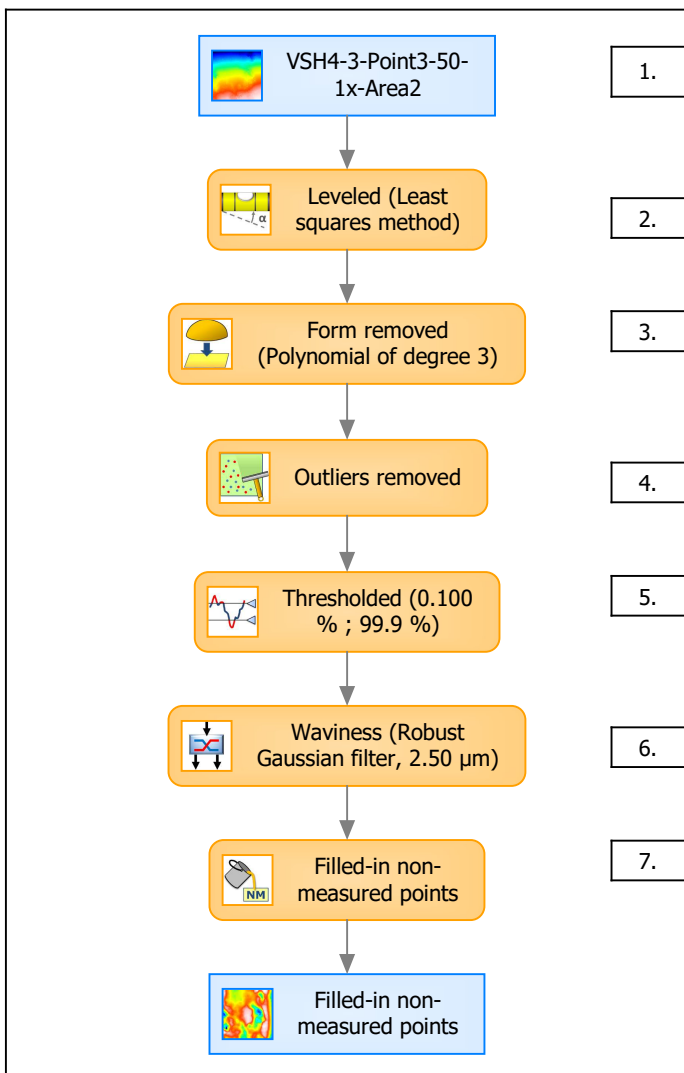 VSH4-3-Point3-50-
1x-Area2
1.
Leveled (Least
squares method)
α
2.
Form removed
(Polynomial of degree 3)
3.
Outliers removed
4.
Thresholded (0.100
% ; 99.9 %)
5.
Waviness (Robust
Gaussian filter, 2.50 µm)
6.
Filled-in non-
measured points
NM
7.
Filled-in non-
measured points